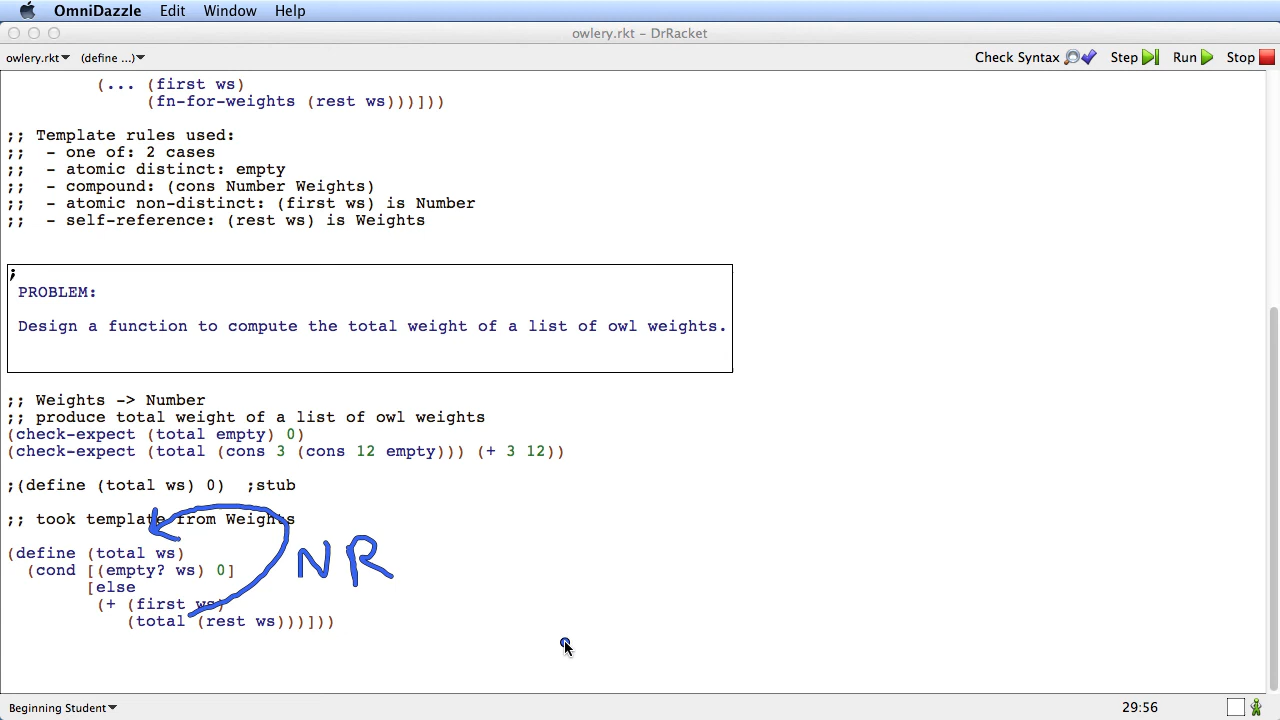 OmniDazzle Edit Window Help
owlery.rkt - DrRacket
owlery.rkt▾ (define ...)▾ Check Syntax Step Run Stop
(... (first ws)
(fn-for-weights (rest ws)))]))
;; Template rules used:
;; - one of: 2 cases
;; - atomic distinct: empty
;; - compound: (cons Number Weights)
;; - atomic non-distinct: (first ws) is Number
;; - self-reference: (rest ws) is Weights
;
PROBLEM:
Design a function to compute the total weight of a list of owl weights.
;; Weights -> Number
;; produce total weight of a list of owl weights
(check-expect (total empty) 0)
(check-expect (total (cons 3 (cons 12 empty))) (+ 3 12))
;(define (total ws) 0) ;stub
;; took template from Weights
(define (total ws)
NR
(cond [(empty? ws) 0]
[else
(+ (first ws)
(total (rest ws)))]))
Beginning Student▾ 29:56